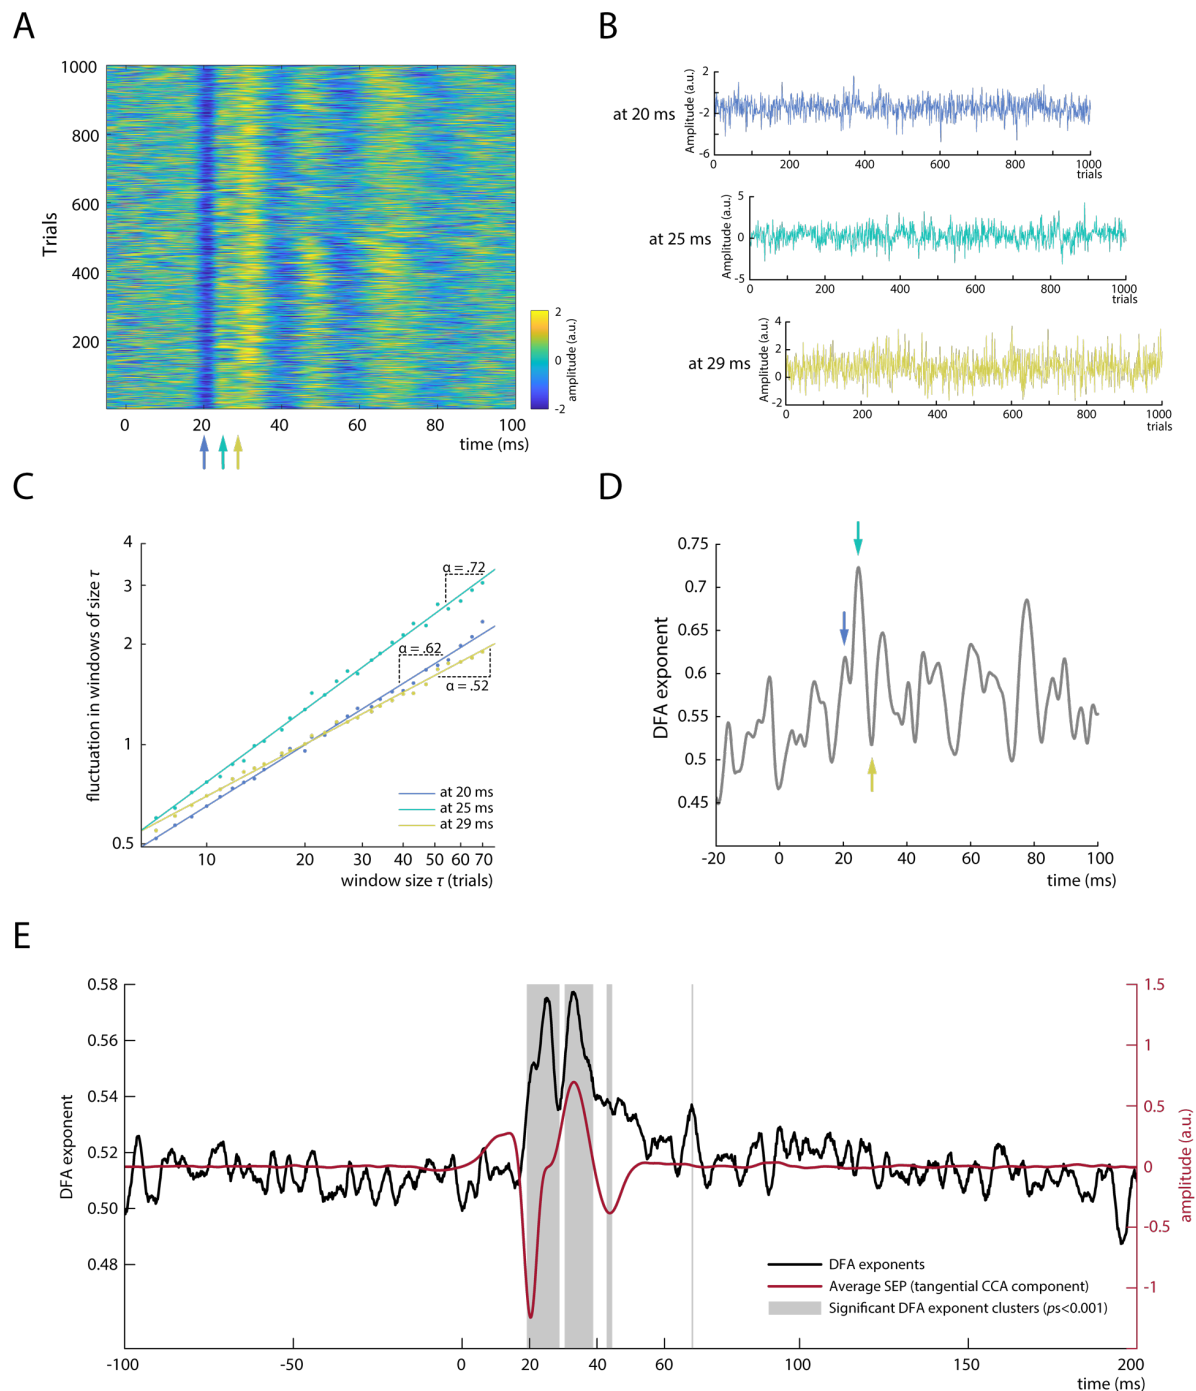 A
Trials
1000
800
600
400
200
0
20
40
60
80
100
time (ms)
2
0
-2
amplitude (a.u.)
B
at 20 ms
Amplitude (a.u.)
2
-2
-6
0
200
400
600
800
1000
trials
at 25 ms
Amplitude (a.u.)
5
0
-5
0
200
400
600
800
1000
trials
at 29 ms
Amplitude (a.u.)
4
2
0
-2
0
200
400
600
800
1000
trials
C
fluctuation in windows of size τ
4
3
2
1
0.5
α = .72
α = .62
α = .52
at 20 ms
at 25 ms
at 29 ms
10
20
30
40
50
60
70
window size τ (trials)
D
DFA exponent
0.75
0.7
0.65
0.6
0.55
0.5
0.45
-20
0
20
40
60
80
100
time (ms)
E
DFA exponent
0.58
0.56
0.54
0.52
0.50
0.48
1.5
1
0.5
0
-0.5
-1
amplitude (a.u.)
DFA exponents
Average SEP (tangential CCA component)
Significant DFA exponent clusters (ps<0.001)
-100
-50
0
20
40
60
100
150
200
time (ms)